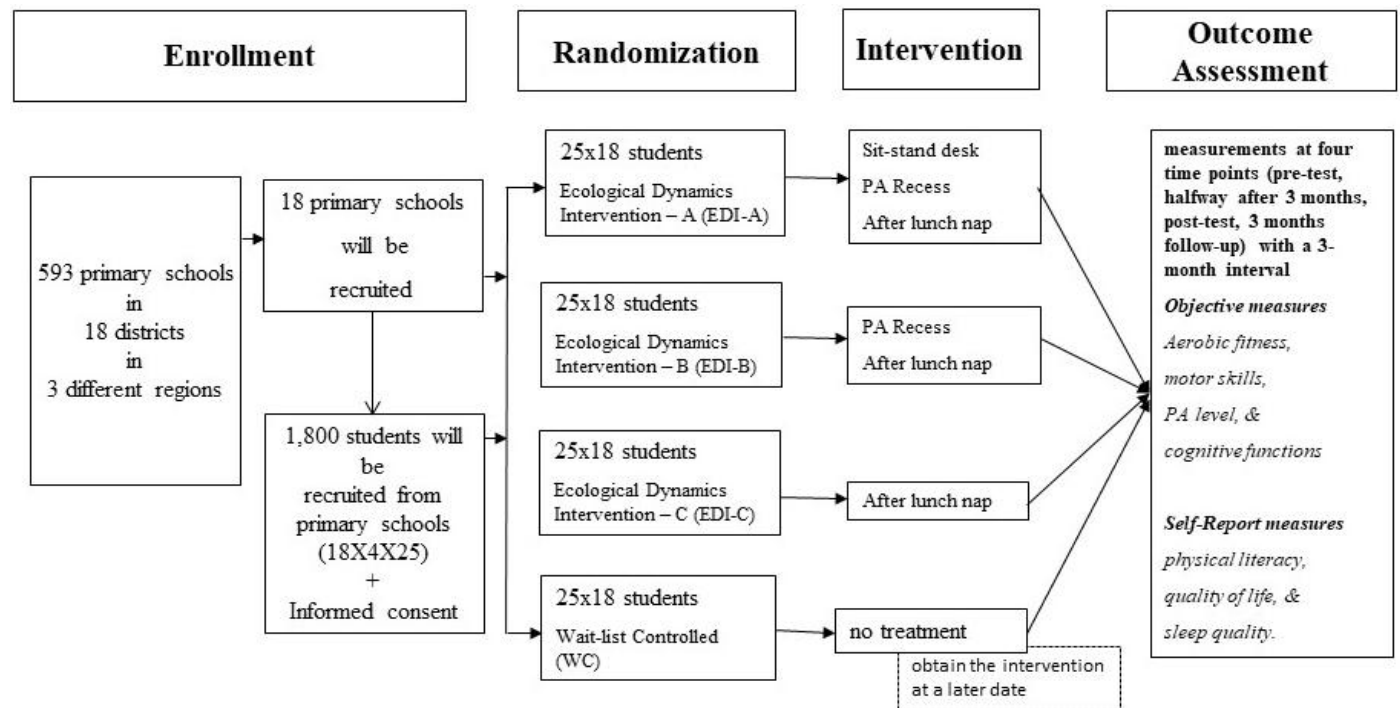 Enrollment
Randomization
Intervention
Outcome
Assessment
593 primary schools
in
18 districts
in
3 different regions
18 primary schools
will be
recruited
1,800 students will
be
recruited from
primary schools
(18X4X25)
+
Informed consent
25x18 students
Ecological Dynamics
Intervention – A (EDI-A)
25x18 students
Ecological Dynamics
Intervention – B (EDI-B)
25x18 students
Ecological Dynamics
Intervention – C (EDI-C)
25x18 students
Wait-list Controlled
(WC)
Sit-stand desk
PA Recess
After lunch nap
PA Recess
After lunch nap
After lunch nap
no treatment
obtain the intervention
at a later date
measurements at four
time points (pre-test,
halfway after 3 months,
post-test, 3 months
follow-up) with a 3-
month interval
Objective measures
Aerobic fitness,
motor skills,
PA level, &
cognitive functions
Self-Report measures
physical literacy,
quality of life, &
sleep quality.